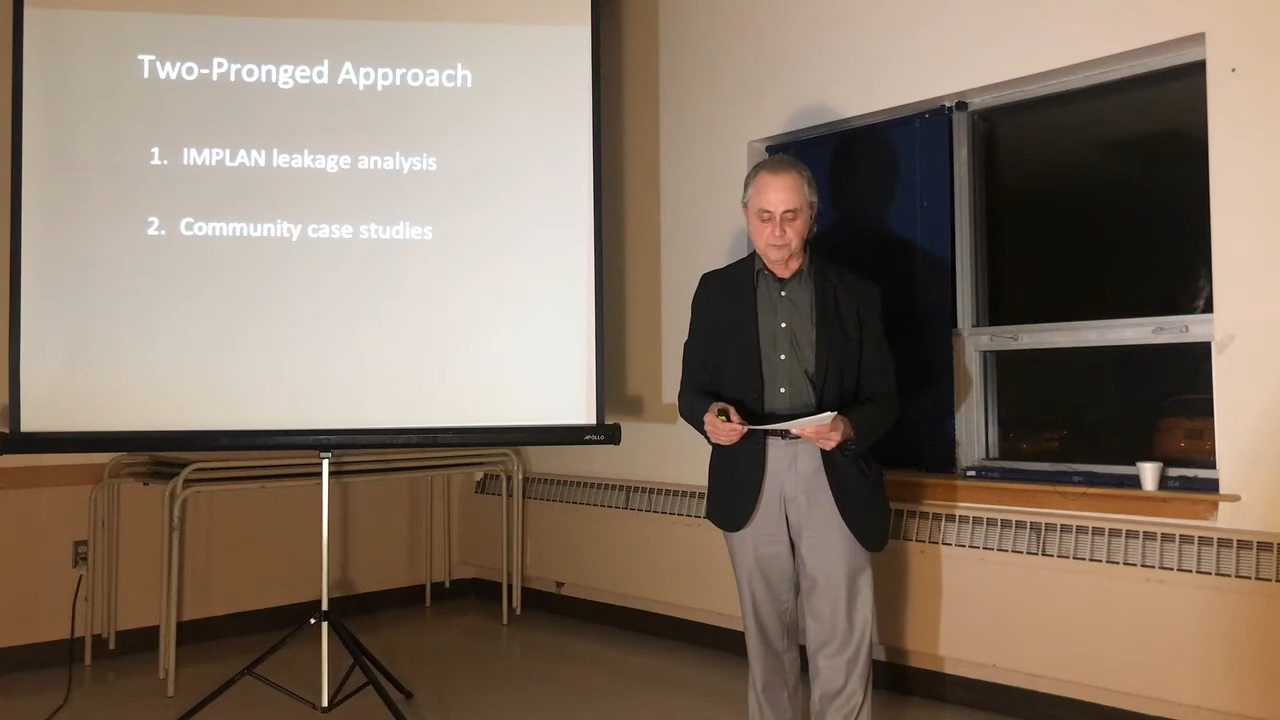 Two-Pronged Approach
1. IMPLAN leakage analysis
2. Community case studies
APOLLO